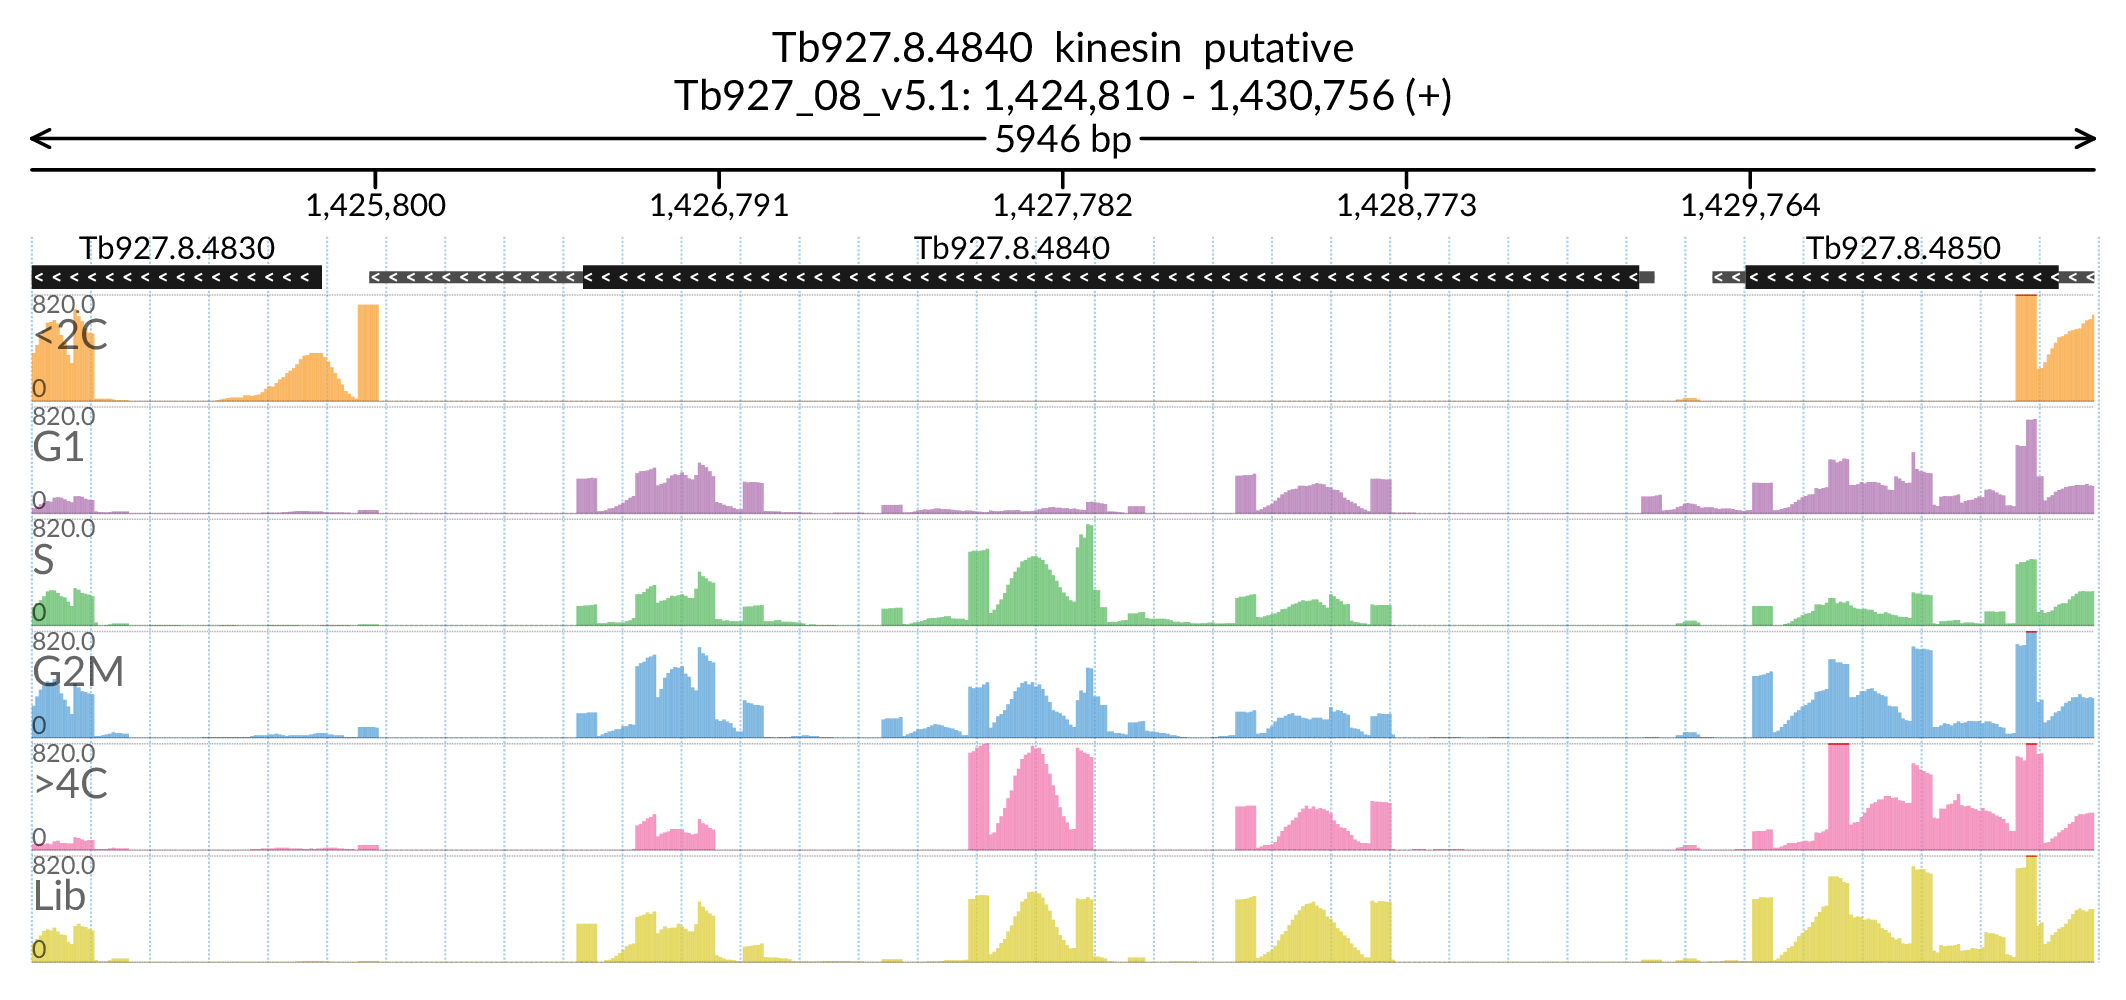 Tb927.8.4840 kinesin putative
Tb927_08_v5.1: 1,424,810 - 1,430,756 (+)
5946 bp
1,425,800 1,426,791 1,427,782 1,428,773 1,429,764
Tb927.8.4830 Tb927.8.4840 Tb927.8.4850
820.0
<2C
0
820.0
G1
0
820.0
S
0
820.0
G2M
0
820.0
>4C
0
820.0
Lib
0